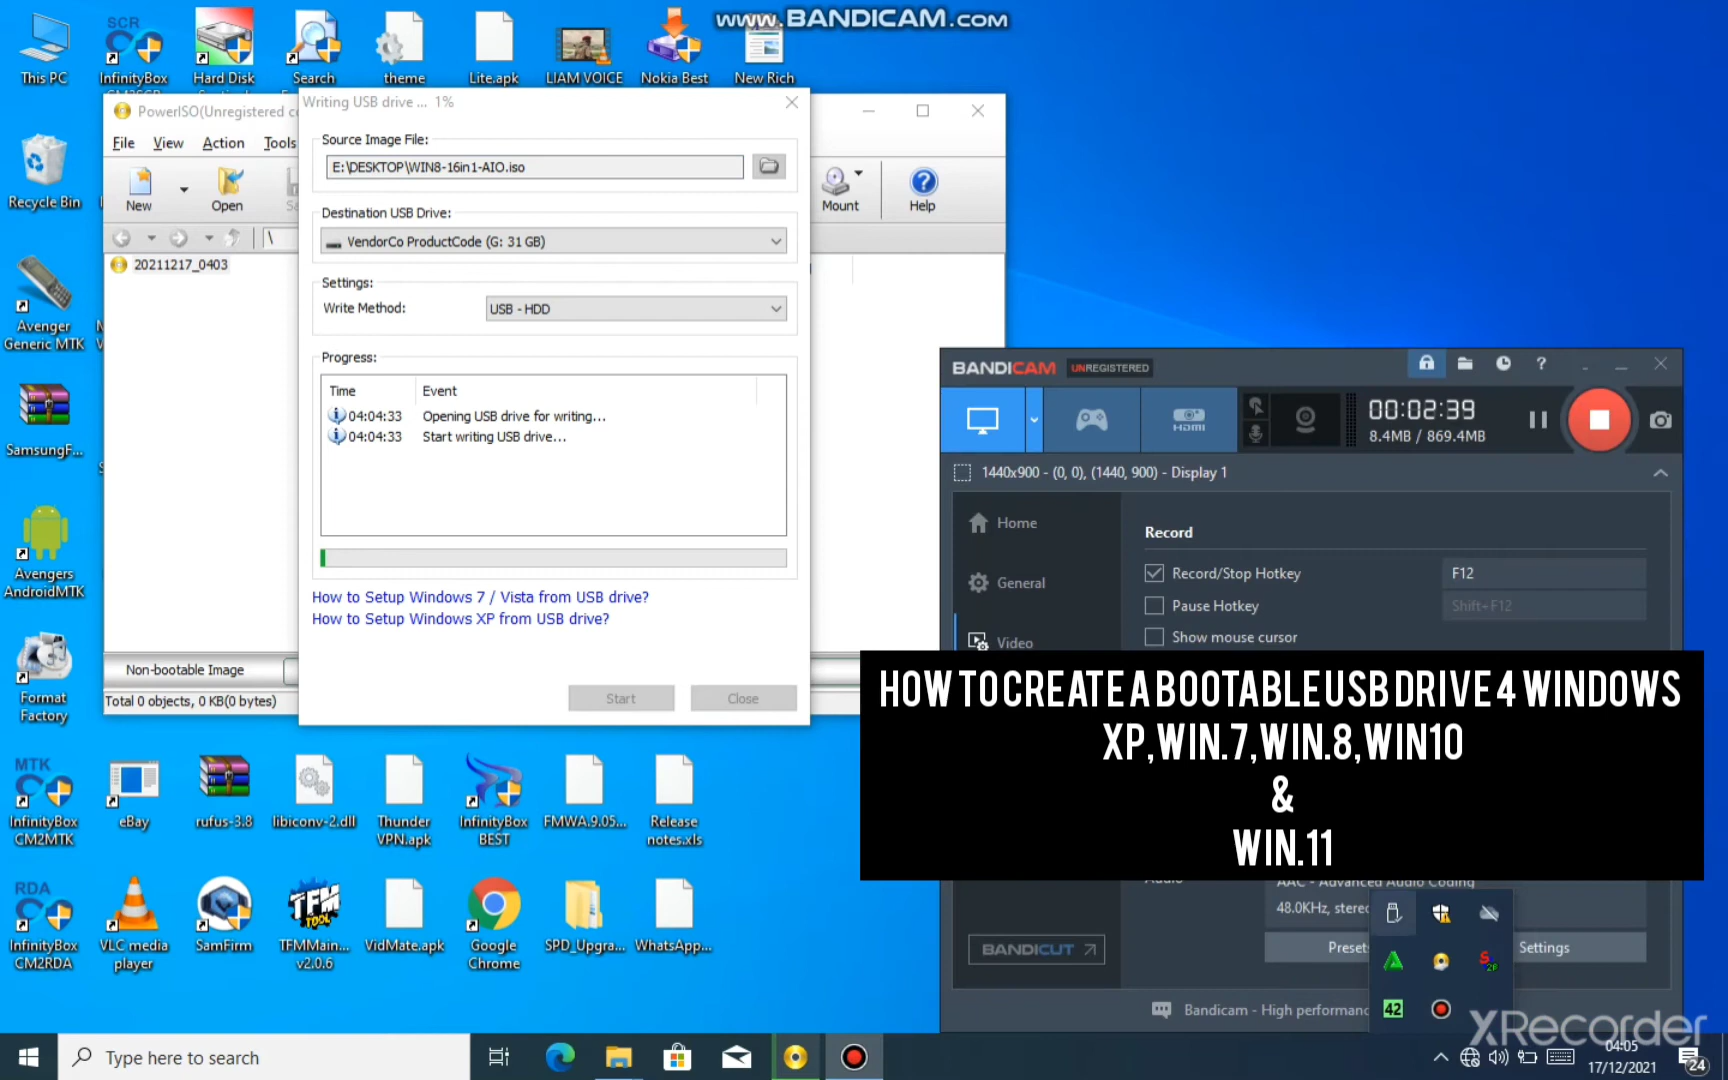 www.BANDICAM.com
This PC
InfinityBox
Hard Disk
Search
theme
Lite.apk
LIAM VOICE
Nokia Best
New Rich
SCR
Recycle Bin
Avenger
Generic MTK
SamsungF...
Avengers
AndroidMTK
Format
Factory
MTK
InfinityBox
CM2MTK
eBay
rufus-3.8
libiconv-2.dll
Thunder
VPN.apk
InfinityBox
BEST
FMWA.9.05...
Release
notes.xls
RDA
InfinityBox
CM2RDA
VLC media
player
SamFirm
TFM
TOOL
TFMMain...
v2.0.6
VidMate.apk
Google
Chrome
SPD_Upgra...
WhatsApp...
PowerISO(Unregistered c
File View Action Tools
New
Open
Mount
Help
\
20211217_0403
Non-bootable Image
Total 0 objects, 0 KB(0 bytes)
Writing USB drive ... 1%
Source Image File:
E:\DESKTOP\WIN8-16in1-AIO.iso
Destination USB Drive:
VendorCo ProductCode (G: 31 GB)
Settings:
Write Method:
USB - HDD
Progress:
Time Event
04:04:33 Opening USB drive for writing...
04:04:33 Start writing USB drive...
How to Setup Windows 7 / Vista from USB drive?
How to Setup Windows XP from USB drive?
Start
Close
BANDICAM UNREGISTERED
HDMI
00:02:39
8.4MB / 869.4MB
1440x900 - (0, 0), (1440, 900) - Display 1
Home
General
Video
Record
Record/Stop Hotkey
F12
Pause Hotkey
Shift+F12
Show mouse cursor
HOW TO CREATE A BOOTABLE USB DRIVE 4 WINDOWS
XP,WIN.7,WIN.8,WIN10
&
WIN.11
AAC - Advanced Audio Coding
48.0KHz, stere
Presets
Settings
BANDICUT
Bandicam - High performanc
42
XRecorder
Type here to search
04:05
17/12/2021
24